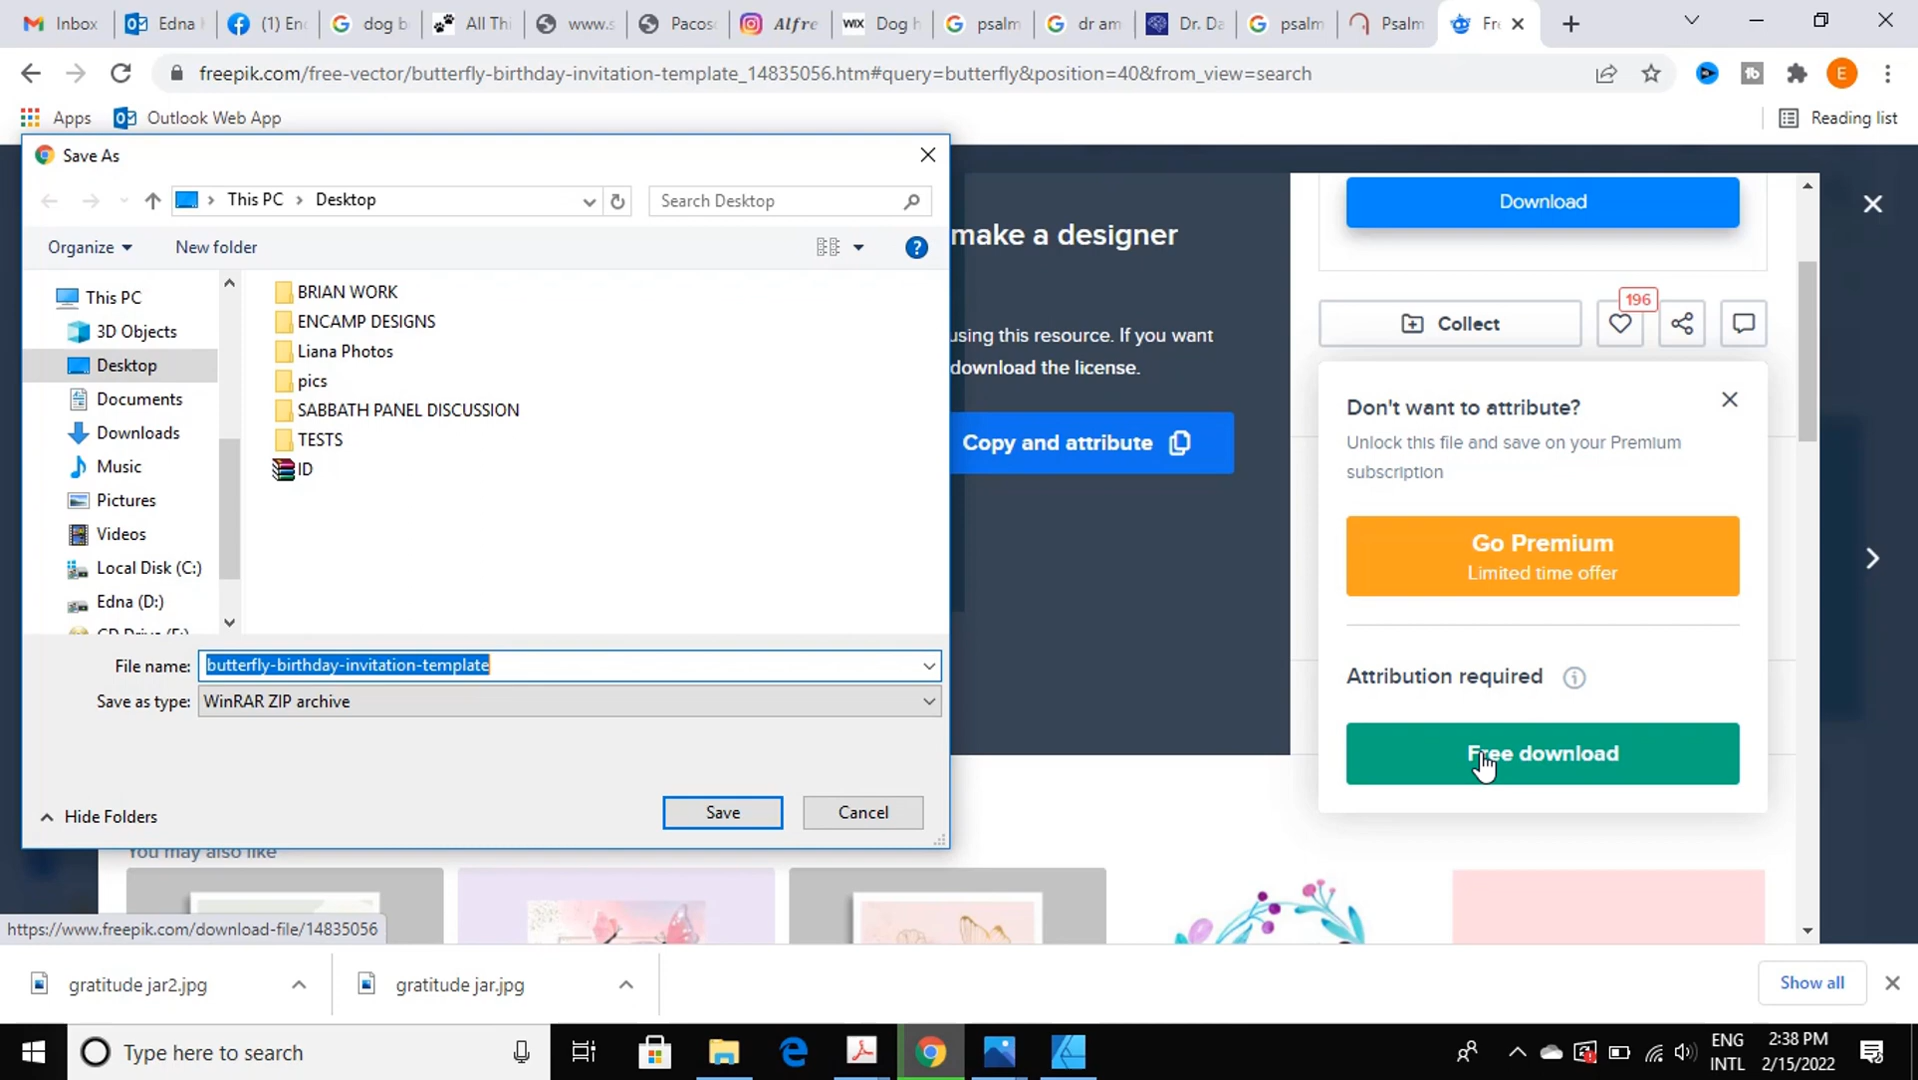 Inbox
Edna
(1) Enc
dog b
All Thi
www.s
Pacos
Alfre
WIX Dog h
psalm
dr am
Dr. Da
psalm
Psalm
Fre
freepik.com/free-vector/butterfly-birthday-invitation-template_14835056.htm#query=butterfly&position=40&from_view=search
E
Apps
Outlook Web App
Reading list
Save As
This PC > Desktop
Search Desktop
Organize
New folder
This PC
3D Objects
Desktop
Documents
Downloads
Music
Pictures
Videos
Local Disk (C:)
Edna (D:)
CD Drive (F:)
BRIAN WORK
ENCAMP DESIGNS
Liana Photos
pics
SABBATH PANEL DISCUSSION
TESTS
ID
File name: butterfly-birthday-invitation-template
Save as type: WinRAR ZIP archive
Hide Folders
Save
Cancel
make a designer
using this resource. If you want
download the license.
Copy and attribute
Download
Collect
196
Don't want to attribute?
Unlock this file and save on your Premium
subscription
Go Premium
Limited time offer
Attribution required
Free download
You may also like
https://www.freepik.com/download-file/14835056
gratitude jar2.jpg
gratitude jar.jpg
Show all
Type here to search
ENG
INTL
2:38 PM
2/15/2022